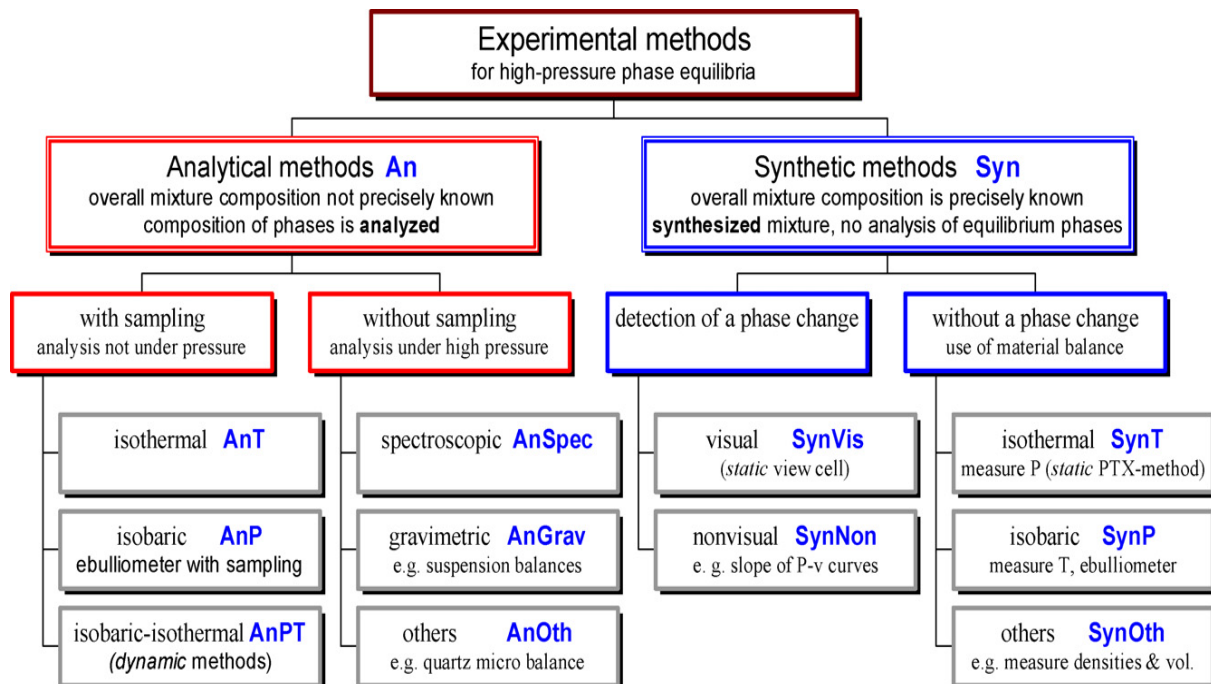 Experimental methods
for high-pressure phase equilibria
Analytical methods An
overall mixture composition not precisely known
composition of phases is analyzed
Synthetic methods Syn
overall mixture composition is precisely known
synthesized mixture, no analysis of equilibrium phases
with sampling
analysis not under pressure
without sampling
analysis under high pressure
detection of a phase change
without a phase change
use of material balance
isothermal AnT
isobaric AnP
ebulliometer with sampling
isobaric-isothermal AnPT
(dynamic methods)
spectroscopic AnSpec
gravimetric AnGrav
e.g. suspension balances
others AnOth
e.g. quartz micro balance
visual SynVis
(static view cell)
nonvisual SynNon
e. g. slope of P-v curves
isothermal SynT
measure P (static PTX-method)
isobaric SynP
measure T, ebulliometer
others SynOth
e.g. measure densities & vol.